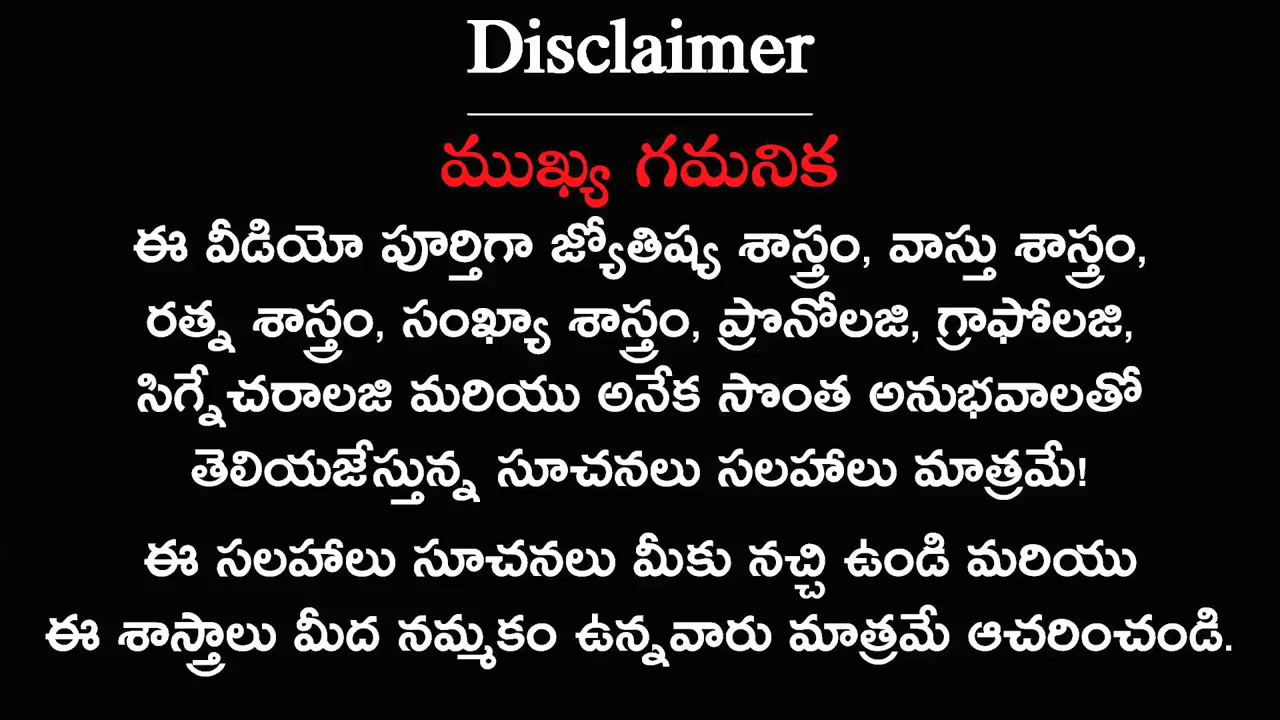 Disclaimer
ముఖ్య గమనిక
ఈ వీడియో పూర్తిగా జ్యోతిష్య శాస్త్రం, వాస్తు శాస్త్రం,
రత్న శాస్త్రం, సంఖ్యా శాస్త్రం, ప్రొనోలజి, గ్రాఫోలజి,
సిగ్నేచరాలజి మరియు అనేక సొంత అనుభవాలతో
తెలియజేస్తున్న సూచనలు సలహాలు మాత్రమే!
ఈ సలహాలు సూచనలు మీకు నచ్చి ఉండి మరియు
ఈ శాస్త్రాలు మీద నమ్మకం ఉన్నవారు మాత్రమే ఆచరించండి.